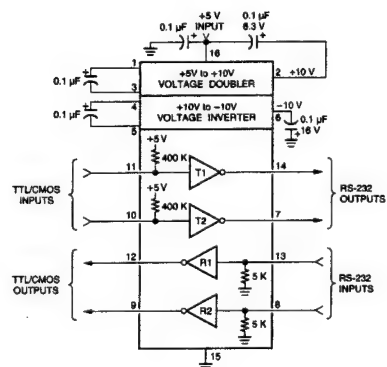 0.1 µF
+5 V
INPUT
0.1 µF
6.3 V
+
+
16
0.1 µF
+
1
3
+5V to +10V
VOLTAGE DOUBLER
2
+10 V
0.1 µF
+
4
5
+10V to -10V
VOLTAGE INVERTER
-10 V
6
0.1 µF
+
16 V
+5 V
11
400 K
T1
14
+5 V
10
400 K
T2
7
TTL/CMOS
INPUTS
RS-232
OUTPUTS
12
R1
13
5 K
9
R2
8
5 K
TTL/CMOS
OUTPUTS
RS-232
INPUTS
15